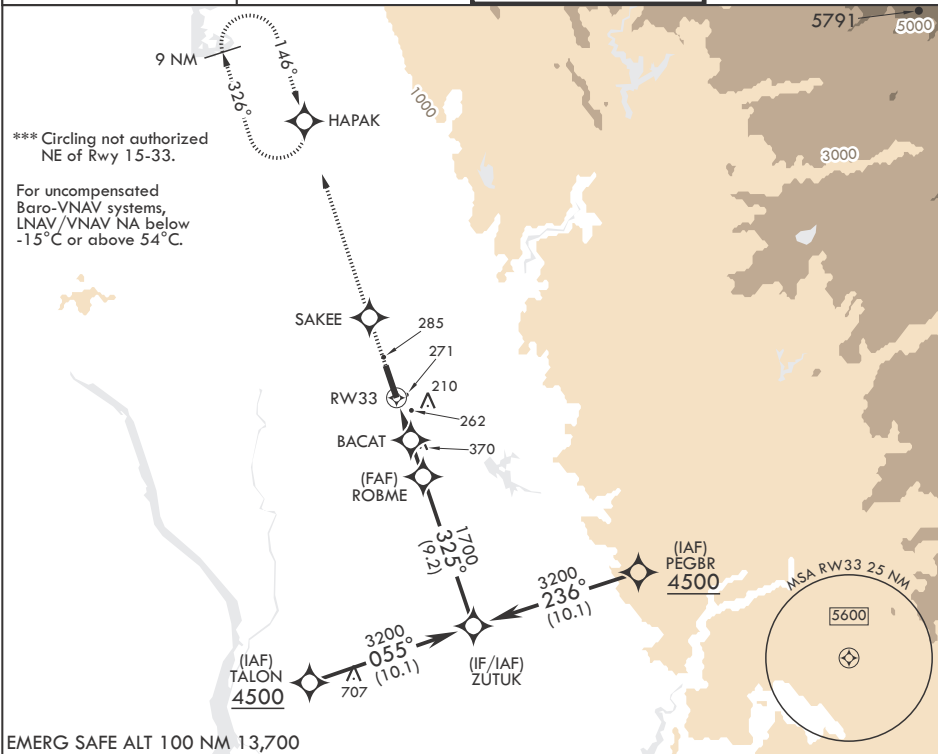 5791
5000
9 NM
146°
326°
HAPAK
1000
*** Circling not authorized
NE of Rwy 15-33.
3000
For uncompensated
Baro-VNAV systems,
LNAV/VNAV NA below
-15°C or above 54°C.
SAKEE
285
271
RW33
210
262
BACAT
370
(FAF)
ROBME
1700
325°
(9.2)
(IAF)
PEGBR
4500
3200
236°
(10.1)
MSA RW33 25 NM
5600
3200
055°
(10.1)
(IAF)
TALON
4500
707
(IF/IAF)
ZUTUK
EMERG SAFE ALT 100 NM 13,700